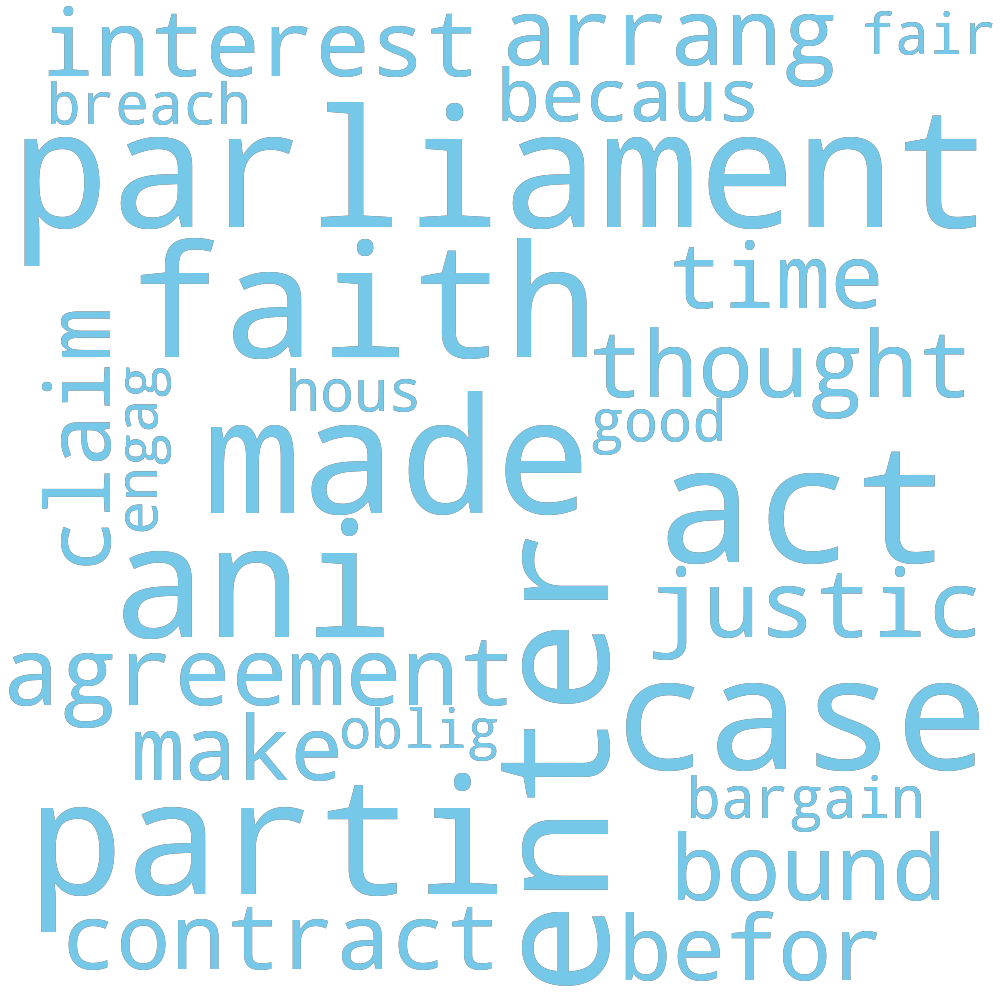 interest arrang fair
breach becaus
parliament
faith time
claim engag hous thought
made good
act
ani enter justic
agreement case
make oblig
parti bargain
bound
contract befor